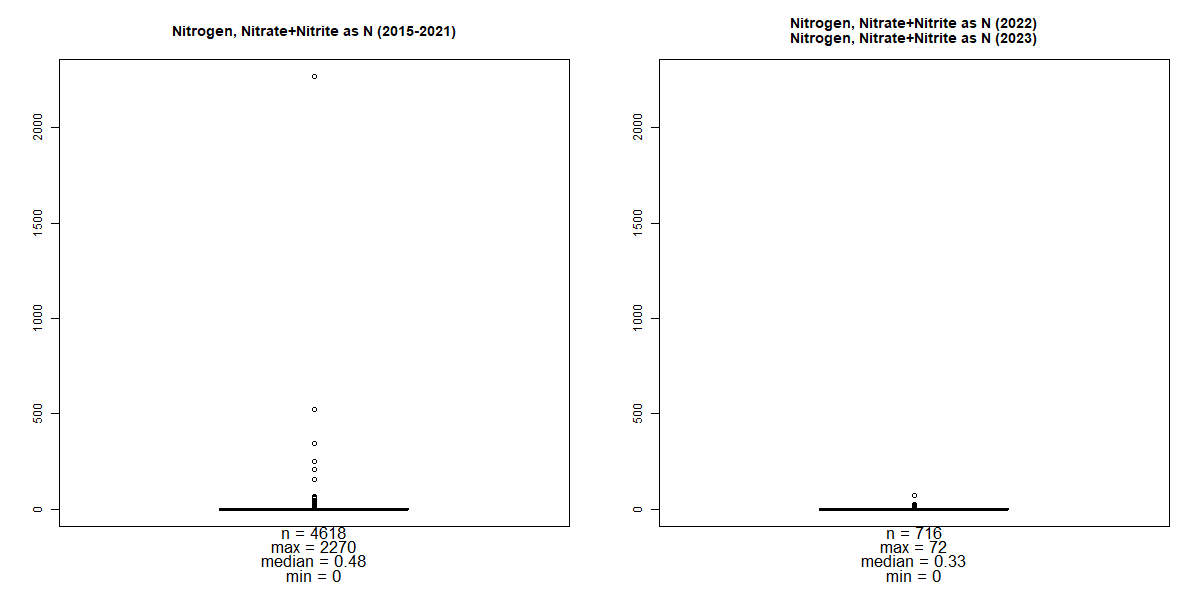 Nitrogen, Nitrate+Nitrite as N (2015-2021)
2000
1500
1000
500
0
n = 4618
max = 2270
median = 0.48
min = 0
Nitrogen, Nitrate+Nitrite as N (2022)
Nitrogen, Nitrate+Nitrite as N (2023)
2000
1500
1000
500
0
n = 716
max = 72
median = 0.33
min = 0